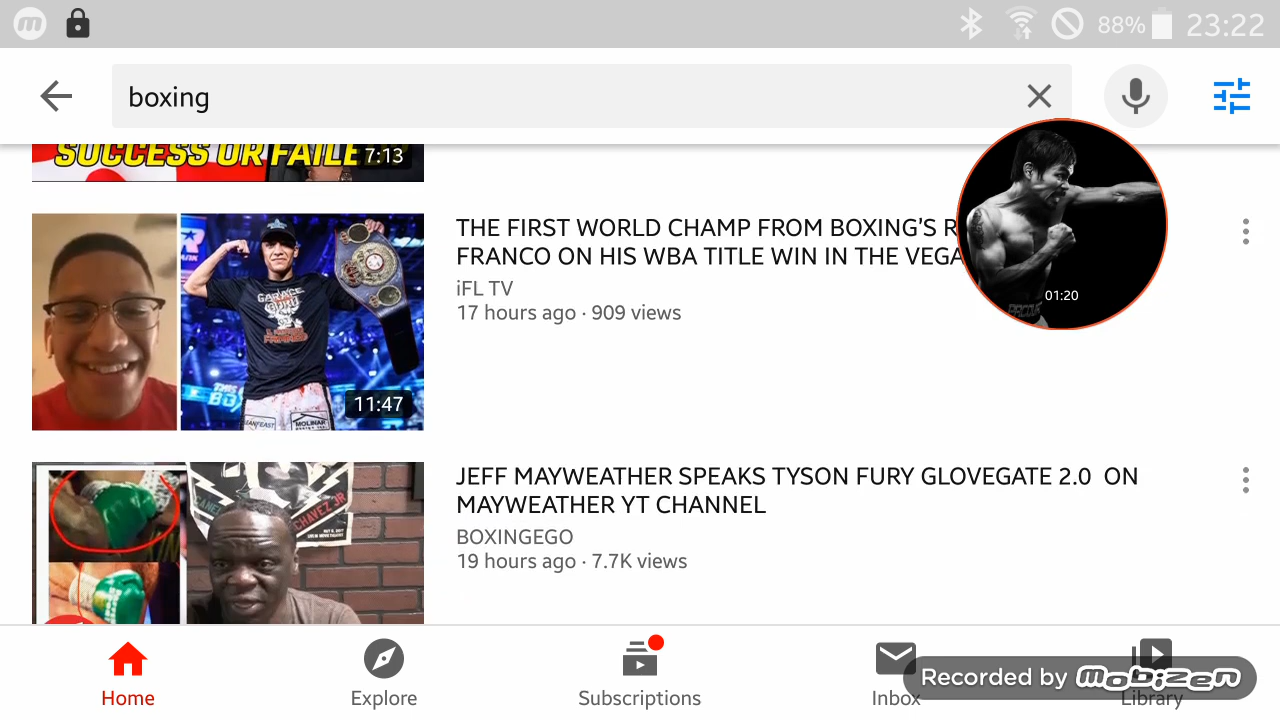 88% 23:22
boxing
SUCCESS OR FAILE
7:13
THE FIRST WORLD CHAMP FROM BOXING'S R
FRANCO ON HIS WBA TITLE WIN IN THE VEGA
iFL TV
17 hours ago · 909 views
01:20
GARAGE
11:47
MOLINAR
JEFF MAYWEATHER SPEAKS TYSON FURY GLOVEGATE 2.0 ON
MAYWEATHER YT CHANNEL
BOXINGEGO
19 hours ago · 7.7K views
CHAVEZ JR
Home
Explore
Subscriptions
Inbox
Library
Recorded by mobizen